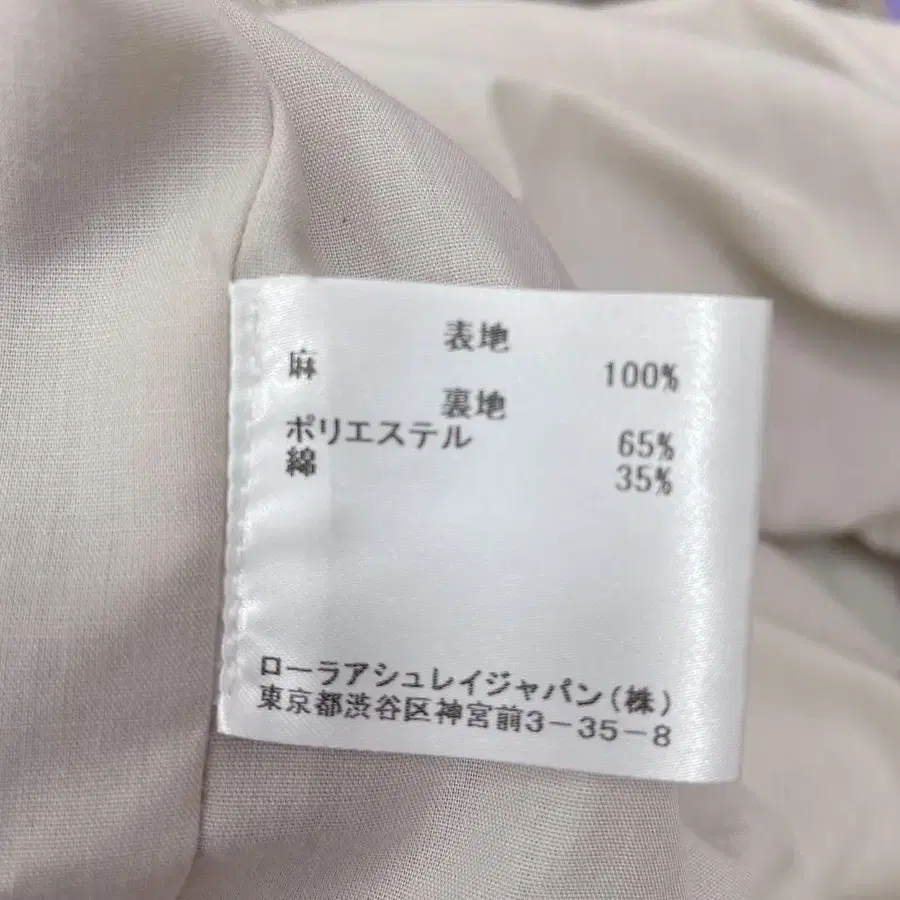 表地
麻 100%
裏地
ポリエステル 65%
綿 35%
ローラアシュレイジャパン(株)
東京都渋谷区神宮前3-35-8